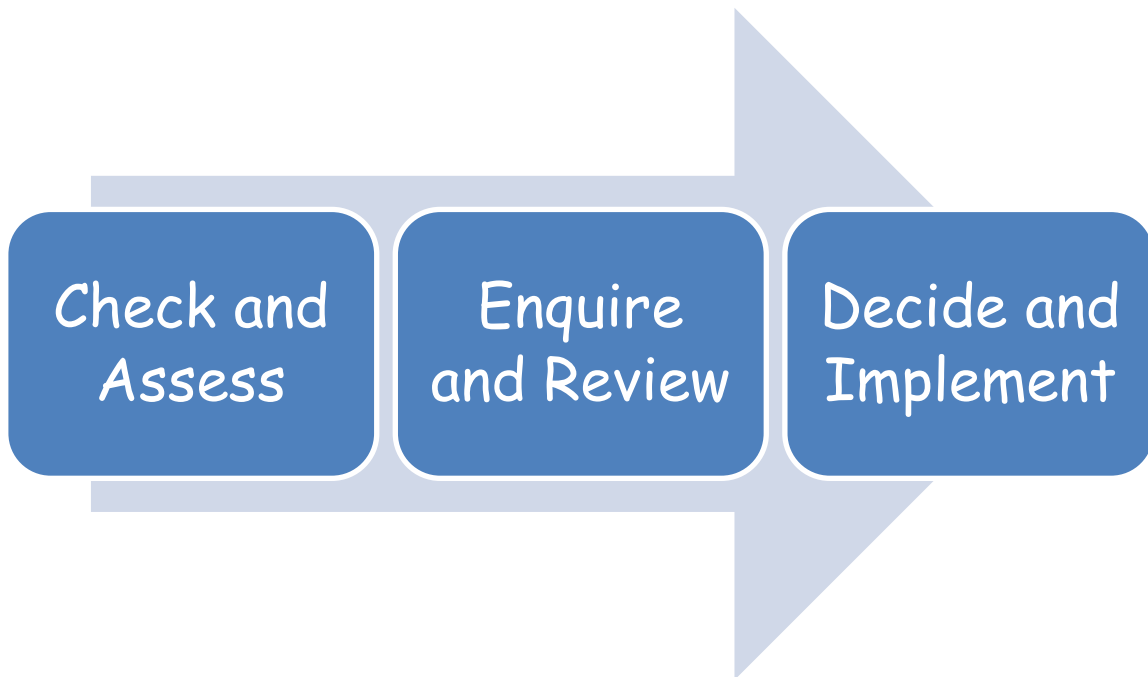 Check and
Assess
Enquire
and Review
Decide and
Implement